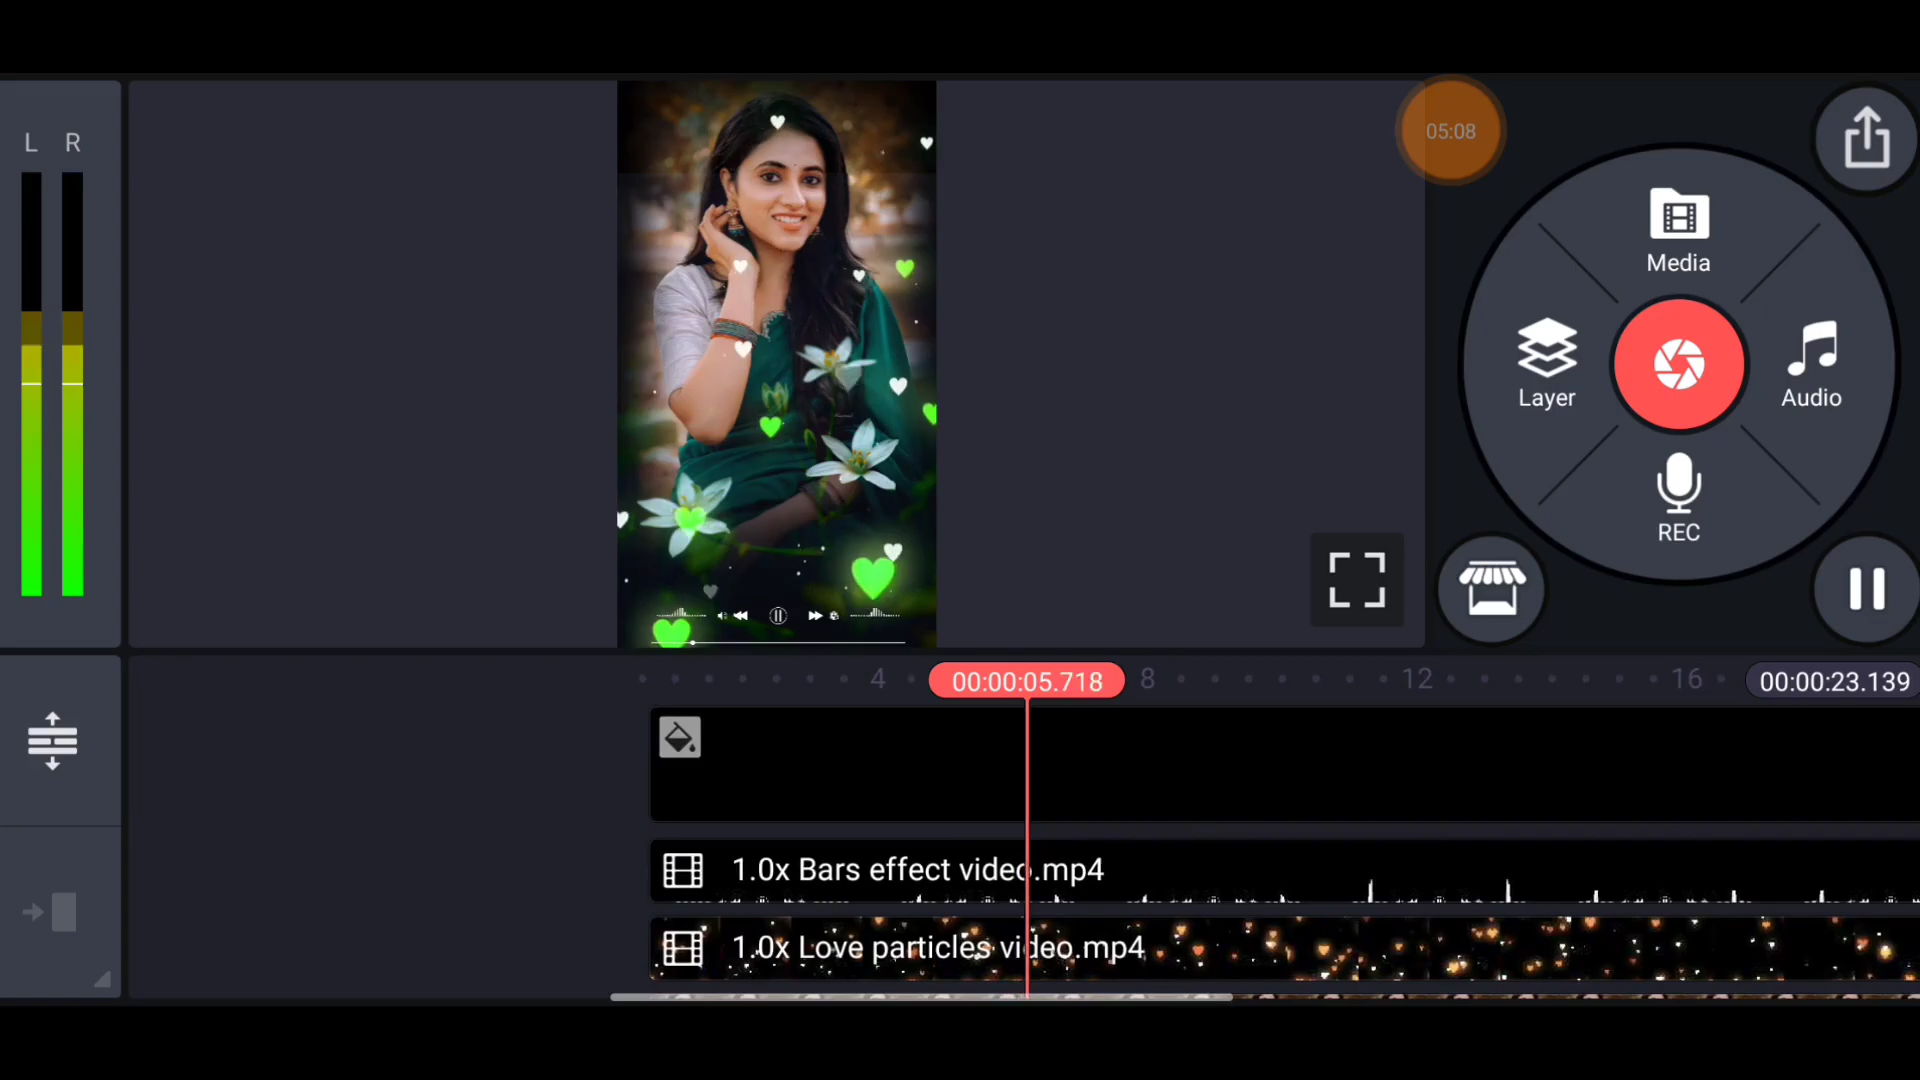 L R
05:08
Media
Layer
Audio
REC
4
00:00:05.718
8
12
16
00:00:23.139
1.0x Bars effect video.mp4
1.0x Love particles video.mp4